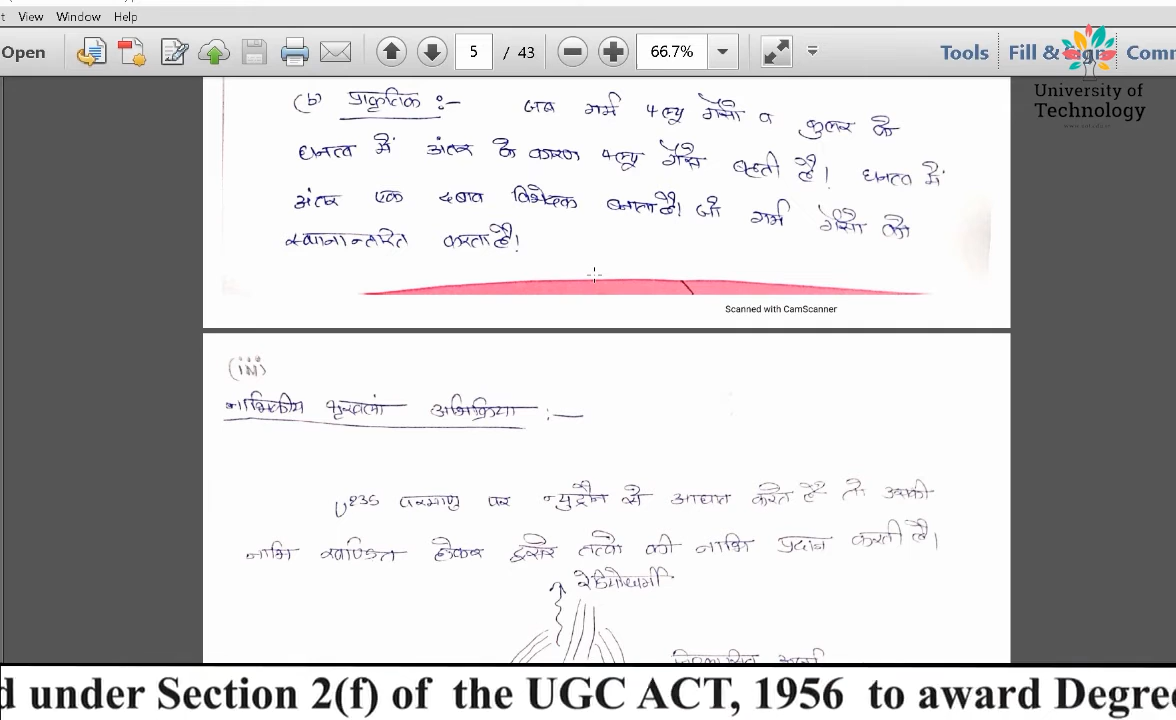 t View Window Help
Open 5 / 43 66.7% Tools Fill & Sign Comm
University of
Technology
(b) प्राकृतिक :- जब गर्म फ्ल्यू गैसो व कुलर के
घनत्व में अंतर के कारण फ्ल्यू गैसे बहती है। घनत्व में
अंतर एक दबाव विभेदक बनाता है। जो गर्म गैसो को
स्थानान्तरित करता है।
Scanned with CamScanner
(iii)
नाभिकीय श्रृखलां अभिक्रिया :-
U235 परमाणु पर न्युट्रौन से आघात करते है तो उसकी
नाभि खण्डित होकर दूसरे तत्वो की नाभि प्रदान करती है।
रेडियोधर्मी
d under Section 2(f) of the UGC ACT, 1956 to award Degre